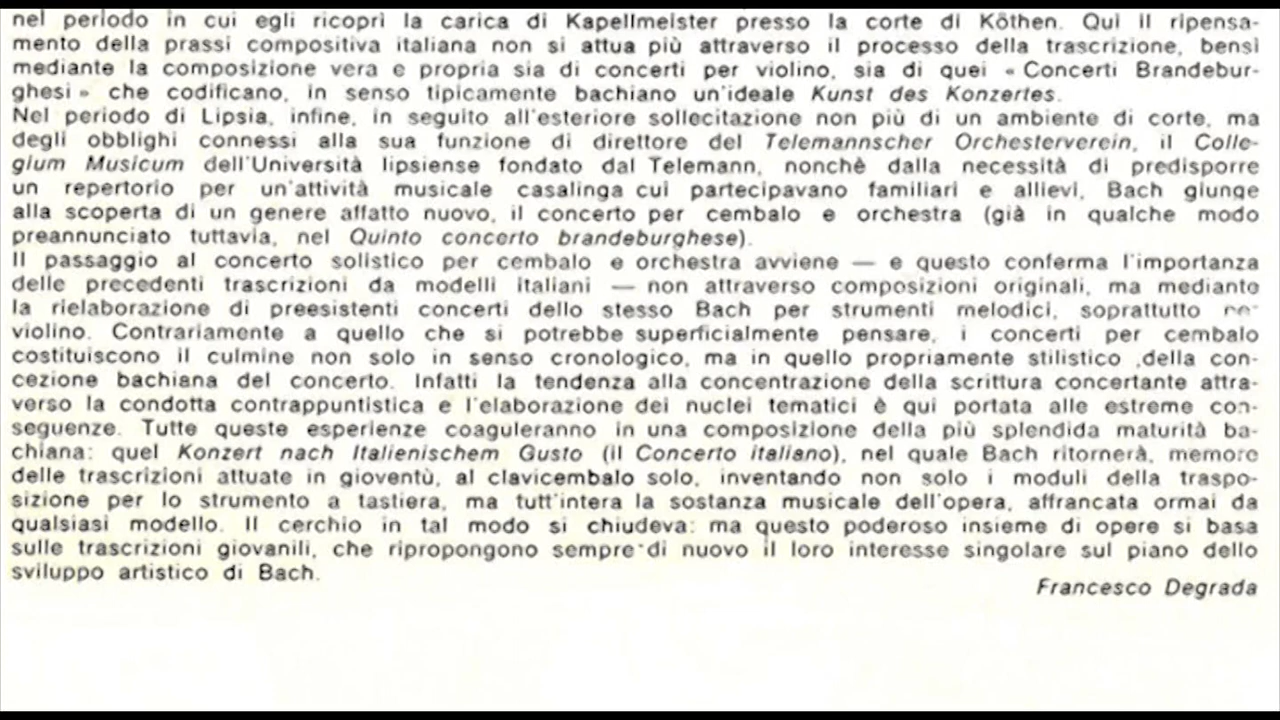 nel periodo in cui egli ricoprì la carica di Kapellmeister presso la corte di Köthen. Qui il ripensa-
mento della prassi compositiva italiana non si attua più attraverso il processo della trascrizione, bensì
mediante la composizione vera e propria sia di concerti per violino, sia di quei « Concerti Brandebur-
ghesi » che codificano, in senso tipicamente bachiano un'ideale Kunst des Konzertes.
Nel periodo di Lipsia, infine, in seguito all'esteriore sollecitazione non più di un ambiente di corte, ma
degli obblighi connessi alla sua funzione di direttore del Telemannscher Orchesterverein, il Colle-
gium Musicum dell'Università lipsiense fondato dal Telemann, nonchè dalla necessità di predisporre
un repertorio per un'attività musicale casalinga cui partecipavano familiari e allievi, Bach giunge
alla scoperta di un genere affatto nuovo, il concerto per cembalo e orchestra (già in qualche modo
preannunciato tuttavia, nel Quinto concerto brandeburghese).
Il passaggio al concerto solistico per cembalo e orchestra avviene — e questo conferma l'importanza
delle precedenti trascrizioni da modelli italiani — non attraverso composizioni originali, ma mediante
la rielaborazione di preesistenti concerti dello stesso Bach per strumenti melodici, soprattutto
violino. Contrariamente a quello che si potrebbe superficialmente pensare, i concerti per cembalo
costituiscono il culmine non solo in senso cronologico, ma in quello propriamente stilistico ,della con-
cezione bachiana del concerto. Infatti la tendenza alla concentrazione della scrittura concertante attra-
verso la condotta contrappuntistica e l'elaborazione dei nuclei tematici è qui portata alle estreme con-
seguenze. Tutte queste esperienze coaguleranno in una composizione della più splendida maturità ba-
chiana: quel Konzert nach Italienischem Gusto (il Concerto italiano), nel quale Bach ritornerà, memore
delle trascrizioni attuate in gioventù, al clavicembalo solo, inventando non solo i moduli della traspo-
sizione per lo strumento a tastiera, ma tutt'intera la sostanza musicale dell'opera, affrancata ormai da
qualsiasi modello. Il cerchio in tal modo si chiudeva: ma questo poderoso insieme di opere si basa
sulle trascrizioni giovanili, che ripropongono sempre di nuovo il loro interesse singolare sul piano dello
sviluppo artistico di Bach.
Francesco Degrada